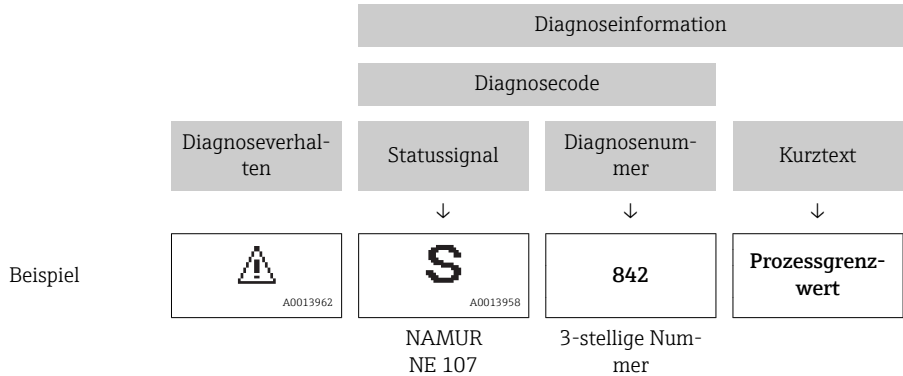 Diagnoseinformation
Diagnosecode
Diagnoseverhal-
ten
Statussignal
Diagnosenum-
mer
Kurztext
↓ ↓ ↓
Beispiel
A0013962
S
A0013958
842
Prozessgrenz-
wert
NAMUR
NE 107
3-stellige Num-
mer